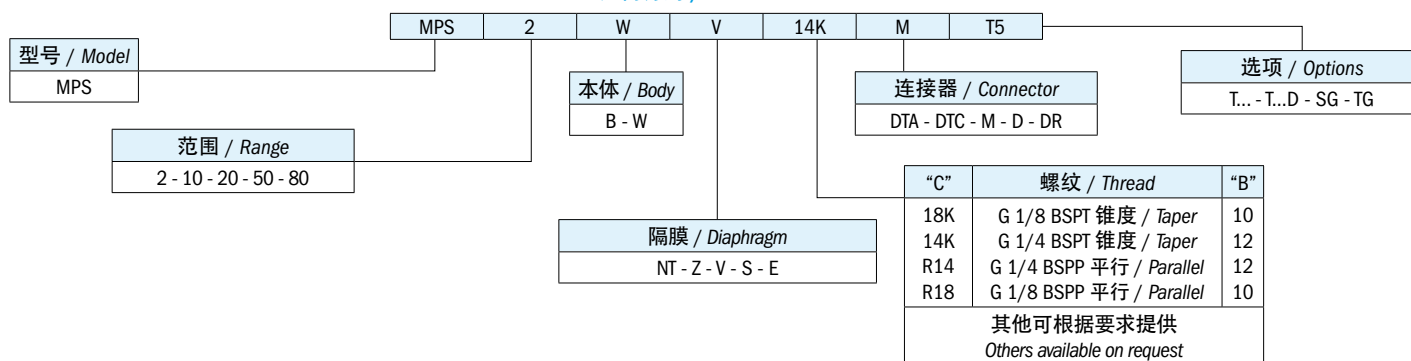 MPS 2 W V 14K M T5
型号 / Model
MPS
本体 / Body
B - W
连接器 / Connector
DTA - DTC - M - D - DR
选项 / Options
T... - T...D - SG - TG
范围 / Range
2 - 10 - 20 - 50 - 80
隔膜 / Diaphragm
NT - Z - V - S - E
“C” 螺纹 / Thread “B”
18K G 1/8 BSPT 锥度 / Taper 10
14K G 1/4 BSPT 锥度 / Taper 12
R14 G 1/4 BSPP 平行 / Parallel 12
R18 G 1/8 BSPP 平行 / Parallel 10
其他可根据要求提供
Others available on request